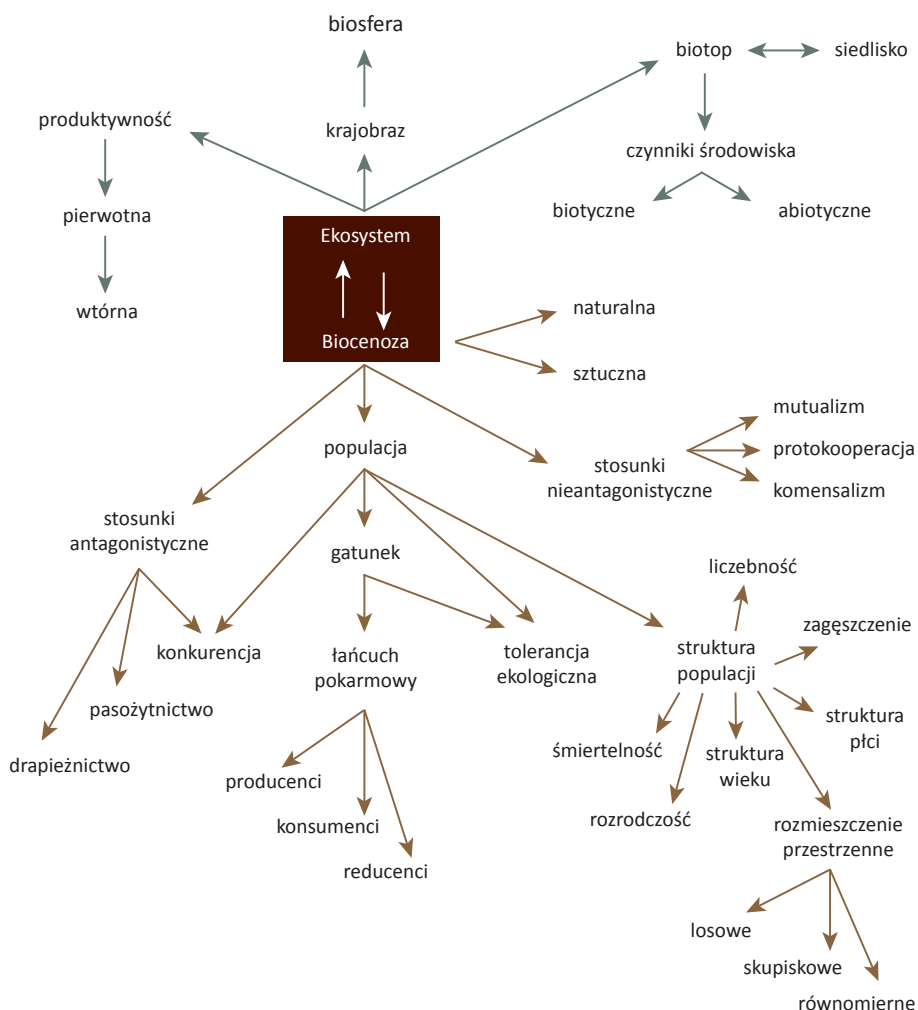 biosfera
biotop
siedlisko
produktywność
krajobraz
czynniki środowiska
pierwotna
biotyczne
abiotyczne
Ekosystem
wtórna
naturalna
Biocenoza
sztuczna
mutualizm
populacja
protokooperacja
stosunki
nieantagonistyczne
komensalizm
stosunki
antagonistyczne
gatunek
liczebność
zagęszczenie
konkurencja
łańcuch
pokarmowy
tolerancja
ekologiczna
struktura
populacji
pasożytnictwo
struktura
płci
drapieżnictwo
śmiertelność
struktura
wieku
producenci
konsumenci
rozrodczość
rozmieszczenie
przestrzenne
reducenci
losowe
skupiskowe
równomierne